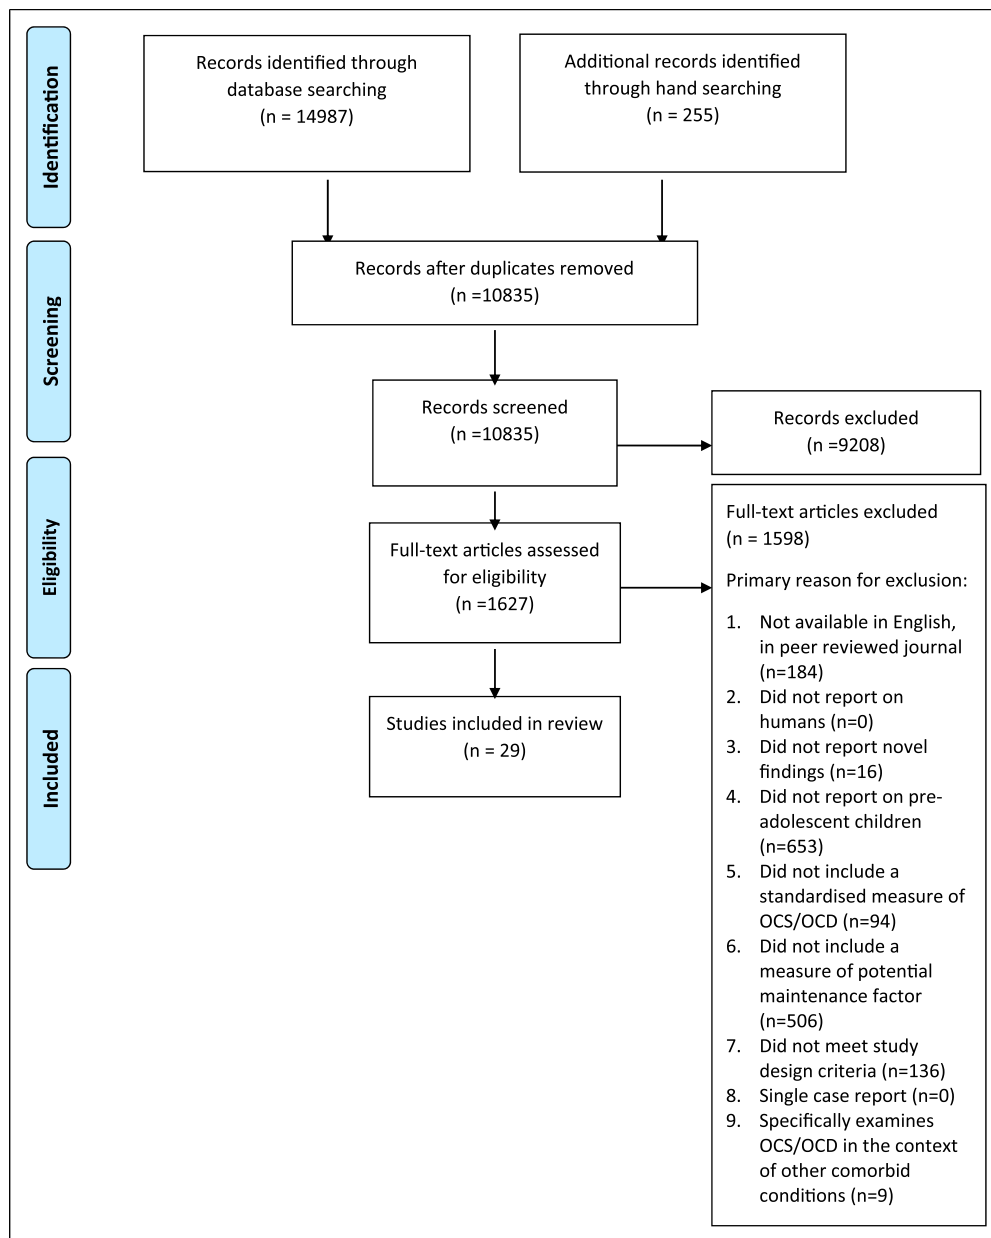 Identification
Records identified through
database searching
(n = 14987)
Additional records identified
through hand searching
(n = 255)
Screening
Records after duplicates removed
(n =10835)
Records screened
(n =10835)
Records excluded
(n =9208)
Eligibility
Full-text articles assessed
for eligibility
(n =1627)
Full-text articles excluded
(n = 1598)
Primary reason for exclusion:
1. Not available in English,
in peer reviewed journal
(n=184)
2. Did not report on
humans (n=0)
3. Did not report novel
findings (n=16)
4. Did not report on pre-
adolescent children
(n=653)
5. Did not include a
standardised measure of
OCS/OCD (n=94)
6. Did not include a
measure of potential
maintenance factor
(n=506)
7. Did not meet study
design criteria (n=136)
8. Single case report (n=0)
9. Specifically examines
OCS/OCD in the context
of other comorbid
conditions (n=9)
Included
Studies included in review
(n = 29)